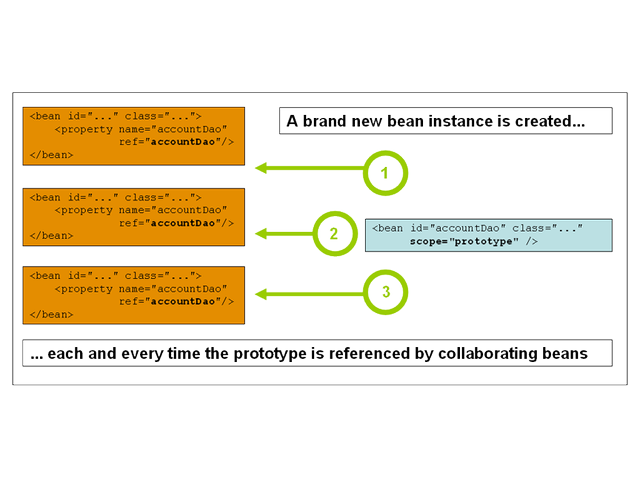 <bean id="..." class="...">
<property name="accountDao"
ref="accountDao"/>
</bean>
A brand new bean instance is created...
1
<bean id="..." class="...">
<property name="accountDao"
ref="accountDao"/>
</bean>
2
<bean id="accountDao" class="..."
scope="prototype" />
<bean id="..." class="...">
<property name="accountDao"
ref="accountDao"/>
</bean>
3
... each and every time the prototype is referenced by collaborating beans